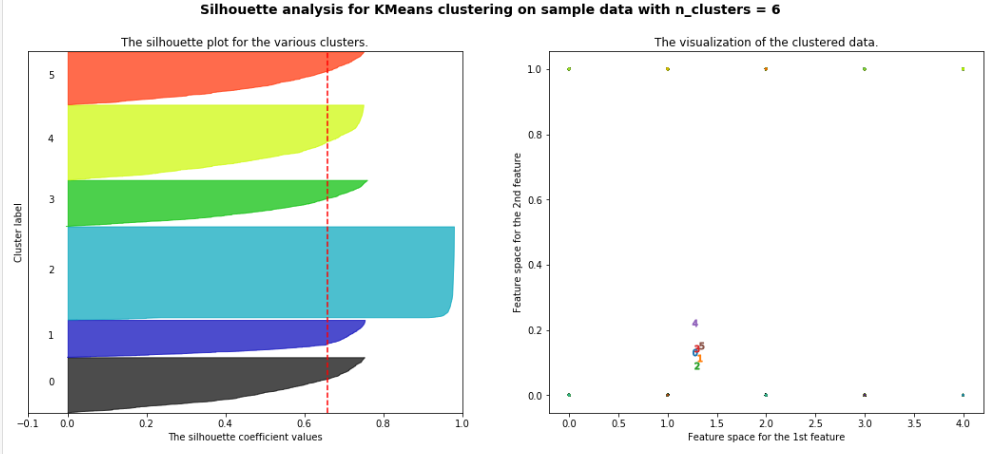 Silhouette analysis for KMeans clustering on sample data with n_clusters = 6
The silhouette plot for the various clusters.
5
4
3
2
1
0
Cluster label
−0.1 0.0 0.2 0.4 0.6 0.8 1.0
The silhouette coefficient values
The visualization of the clustered data.
1.0
0.8
0.6
0.4
0.2
0.0
Feature space for the 2nd feature
4
5
1
2
0.0 0.5 1.0 1.5 2.0 2.5 3.0 3.5 4.0
Feature space for the 1st feature